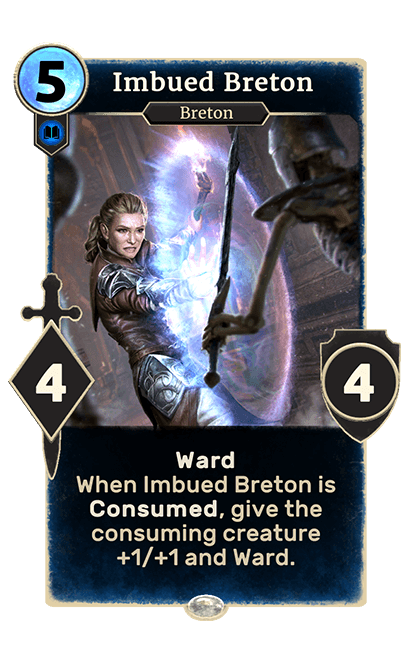 5
Imbued Breton
Breton
4
4
Ward
When Imbued Breton is
Consumed, give the
consuming creature
+1/+1 and Ward.